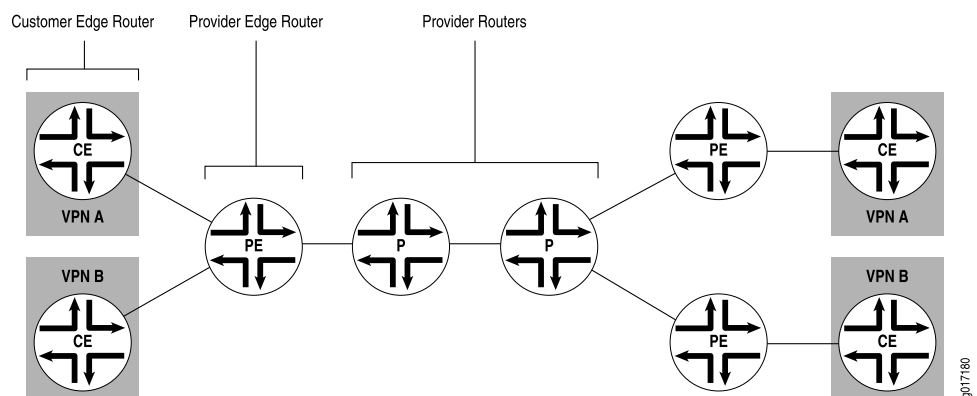 Customer Edge Router
Provider Edge Router
Provider Routers
CE
VPN A
PE
CE
VPN A
PE
P
P
VPN B
CE
PE
VPN B
CE
g017180